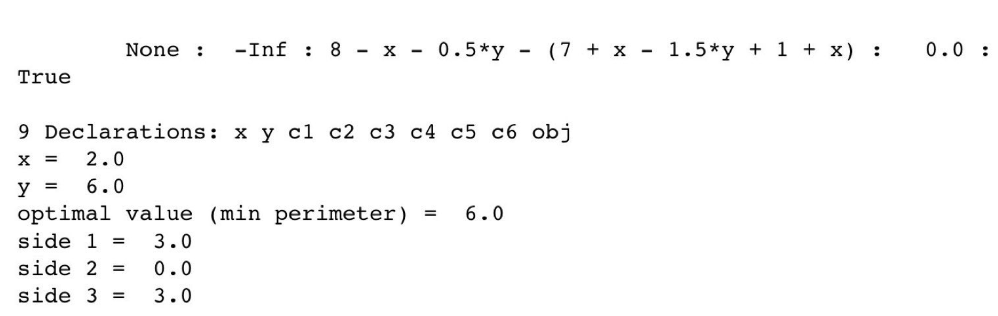 None :  -Inf : 8 - x - 0.5*y - (7 + x - 1.5*y + 1 + x) :   0.0 :
True
9 Declarations: x y c1 c2 c3 c4 c5 c6 obj
x =  2.0
y =  6.0
optimal value (min perimeter) =  6.0
side 1 =  3.0
side 2 =  0.0
side 3 =  3.0